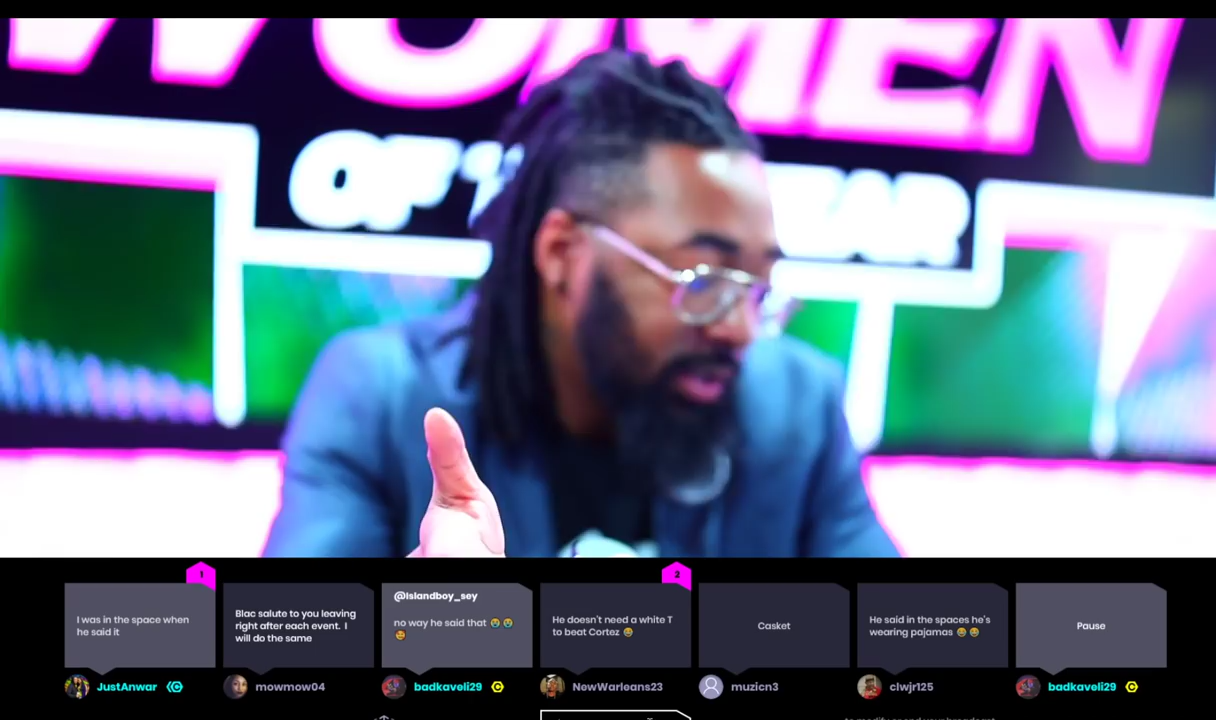 WOMEN
OF T
EAR
1
I was in the space when
he said it
JustAnwar
Blac salute to you leaving
right after each event. I
will do the same
mowmow04
@Islandboy_sey
no way he said that 😭 😭
🧐
badkaveli29
2
He doesn't need a white T
to beat Cortez 😭
NewWarleans23
Casket
muzicn3
He said in the spaces he's
wearing pajamas 😭 😭
clwjr125
Pause
badkaveli29